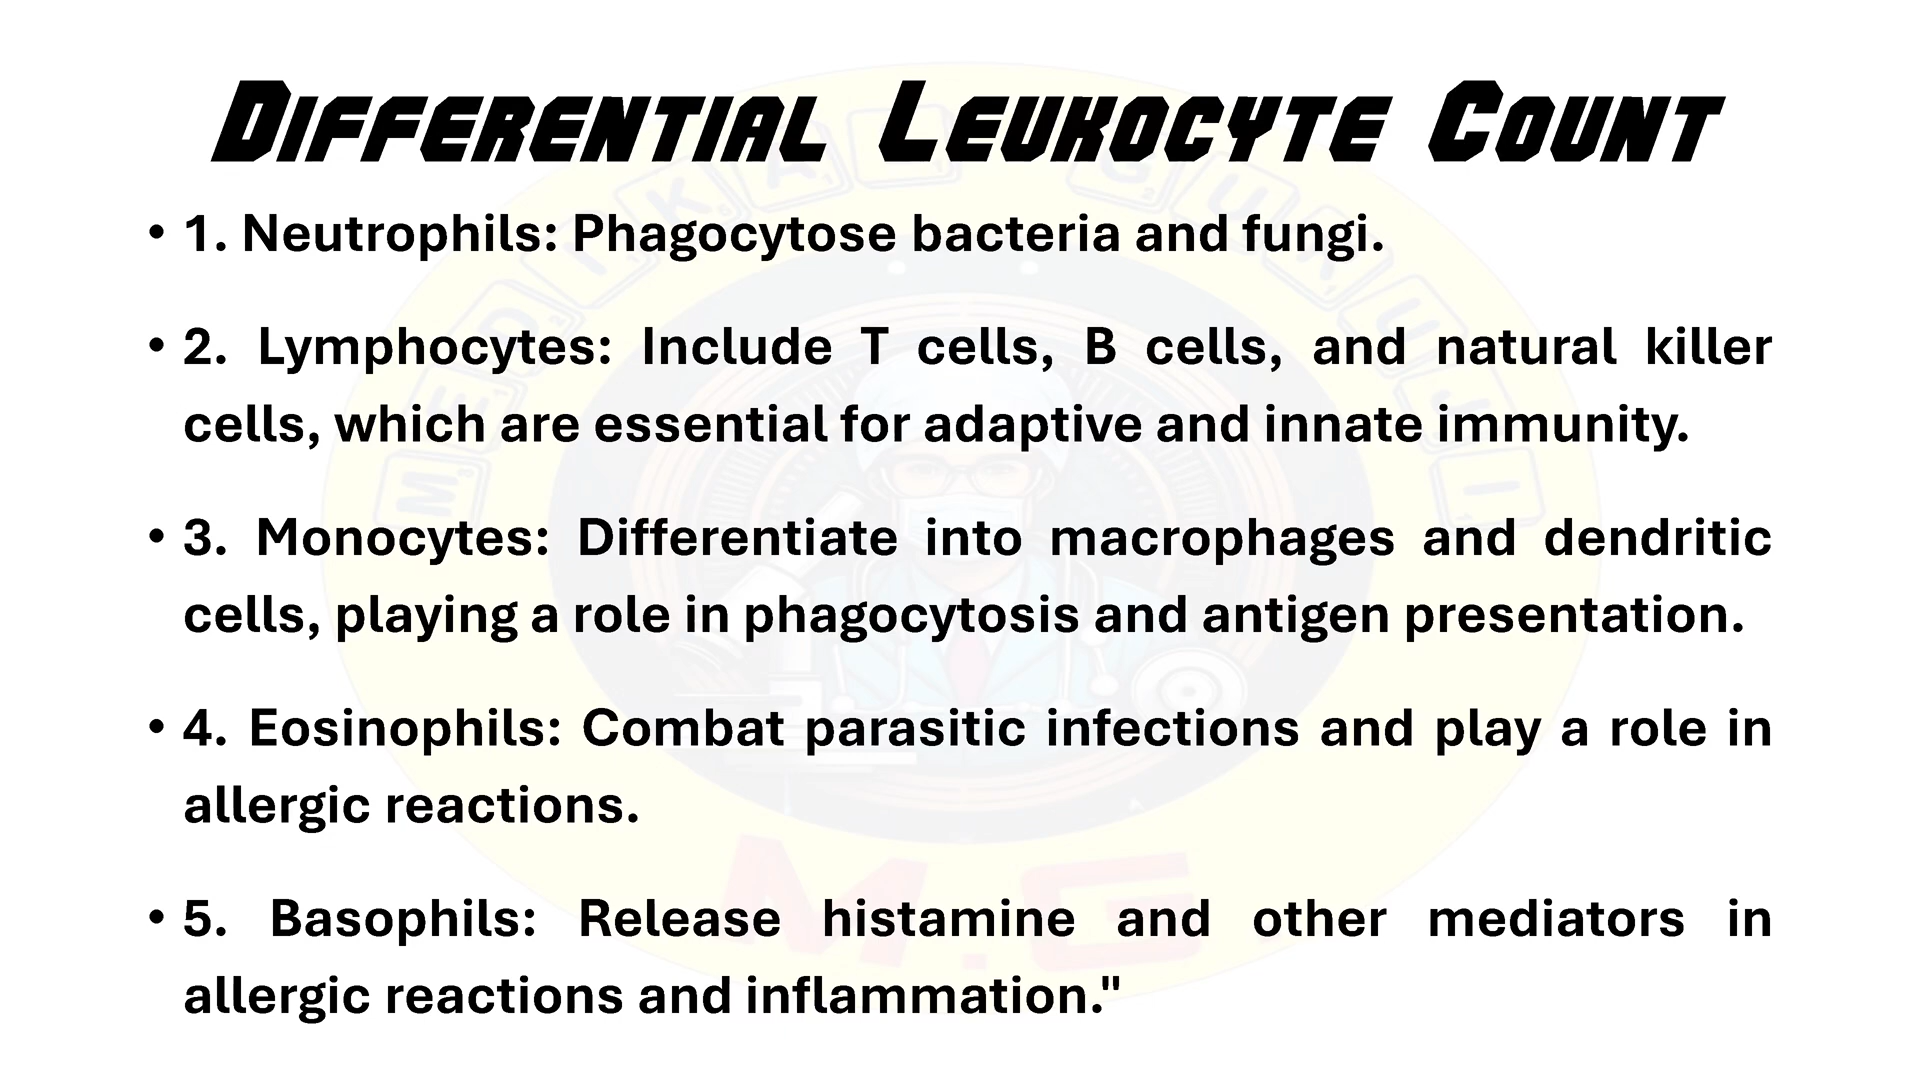 Differential Leukocyte Count
• 1. Neutrophils: Phagocytose bacteria and fungi.
• 2. Lymphocytes: Include T cells, B cells, and natural killer
cells, which are essential for adaptive and innate immunity.
• 3. Monocytes: Differentiate into macrophages and dendritic
cells, playing a role in phagocytosis and antigen presentation.
• 4. Eosinophils: Combat parasitic infections and play a role in
allergic reactions.
• 5. Basophils: Release histamine and other mediators in
allergic reactions and inflammation."
MEDIKAL GURUJI
M.G